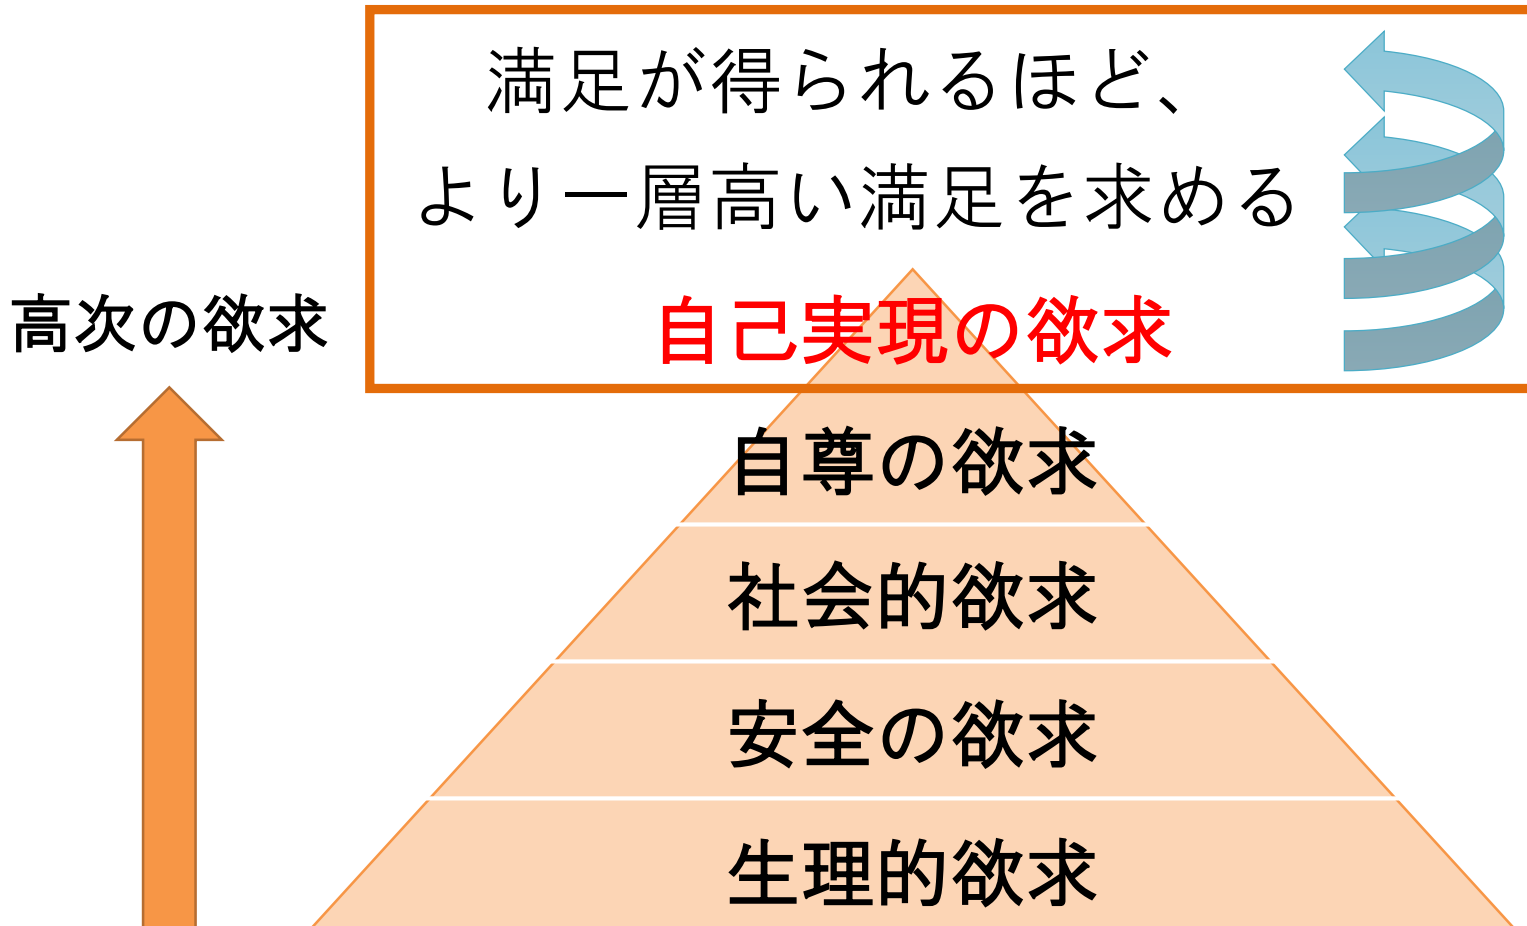 満足が得られるほど、
より一層高い満足を求める
高次の欲求
自己実現の欲求
自尊の欲求
社会的欲求
安全の欲求
生理的欲求